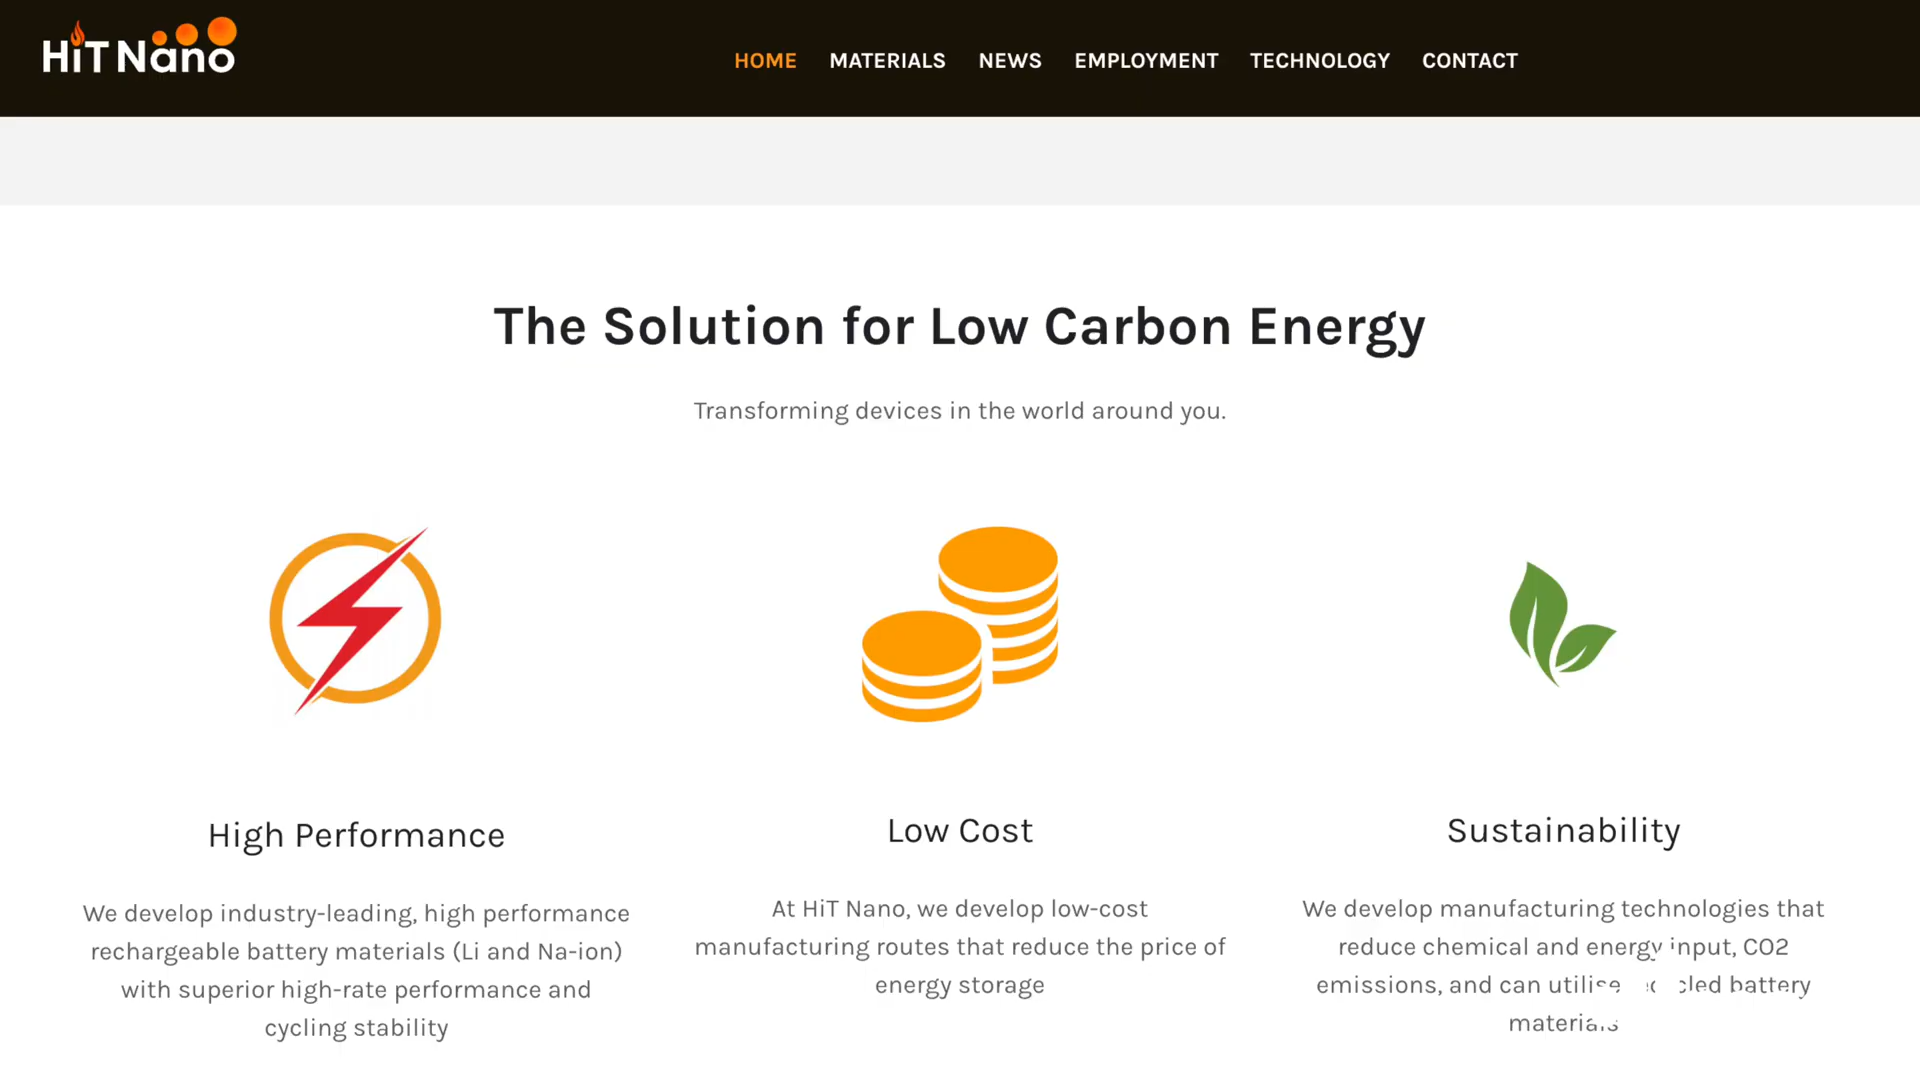 HiT Nano
HOME MATERIALS NEWS EMPLOYMENT TECHNOLOGY CONTACT
The Solution for Low Carbon Energy
Transforming devices in the world around you.
High Performance
We develop industry-leading, high performance
rechargeable battery materials (Li and Na-ion)
with superior high-rate performance and
cycling stability
Low Cost
At HiT Nano, we develop low-cost
manufacturing routes that reduce the price of
energy storage
Sustainability
We develop manufacturing technologies that
reduce chemical and energy input, CO2
emissions, and can utilise battery
materials